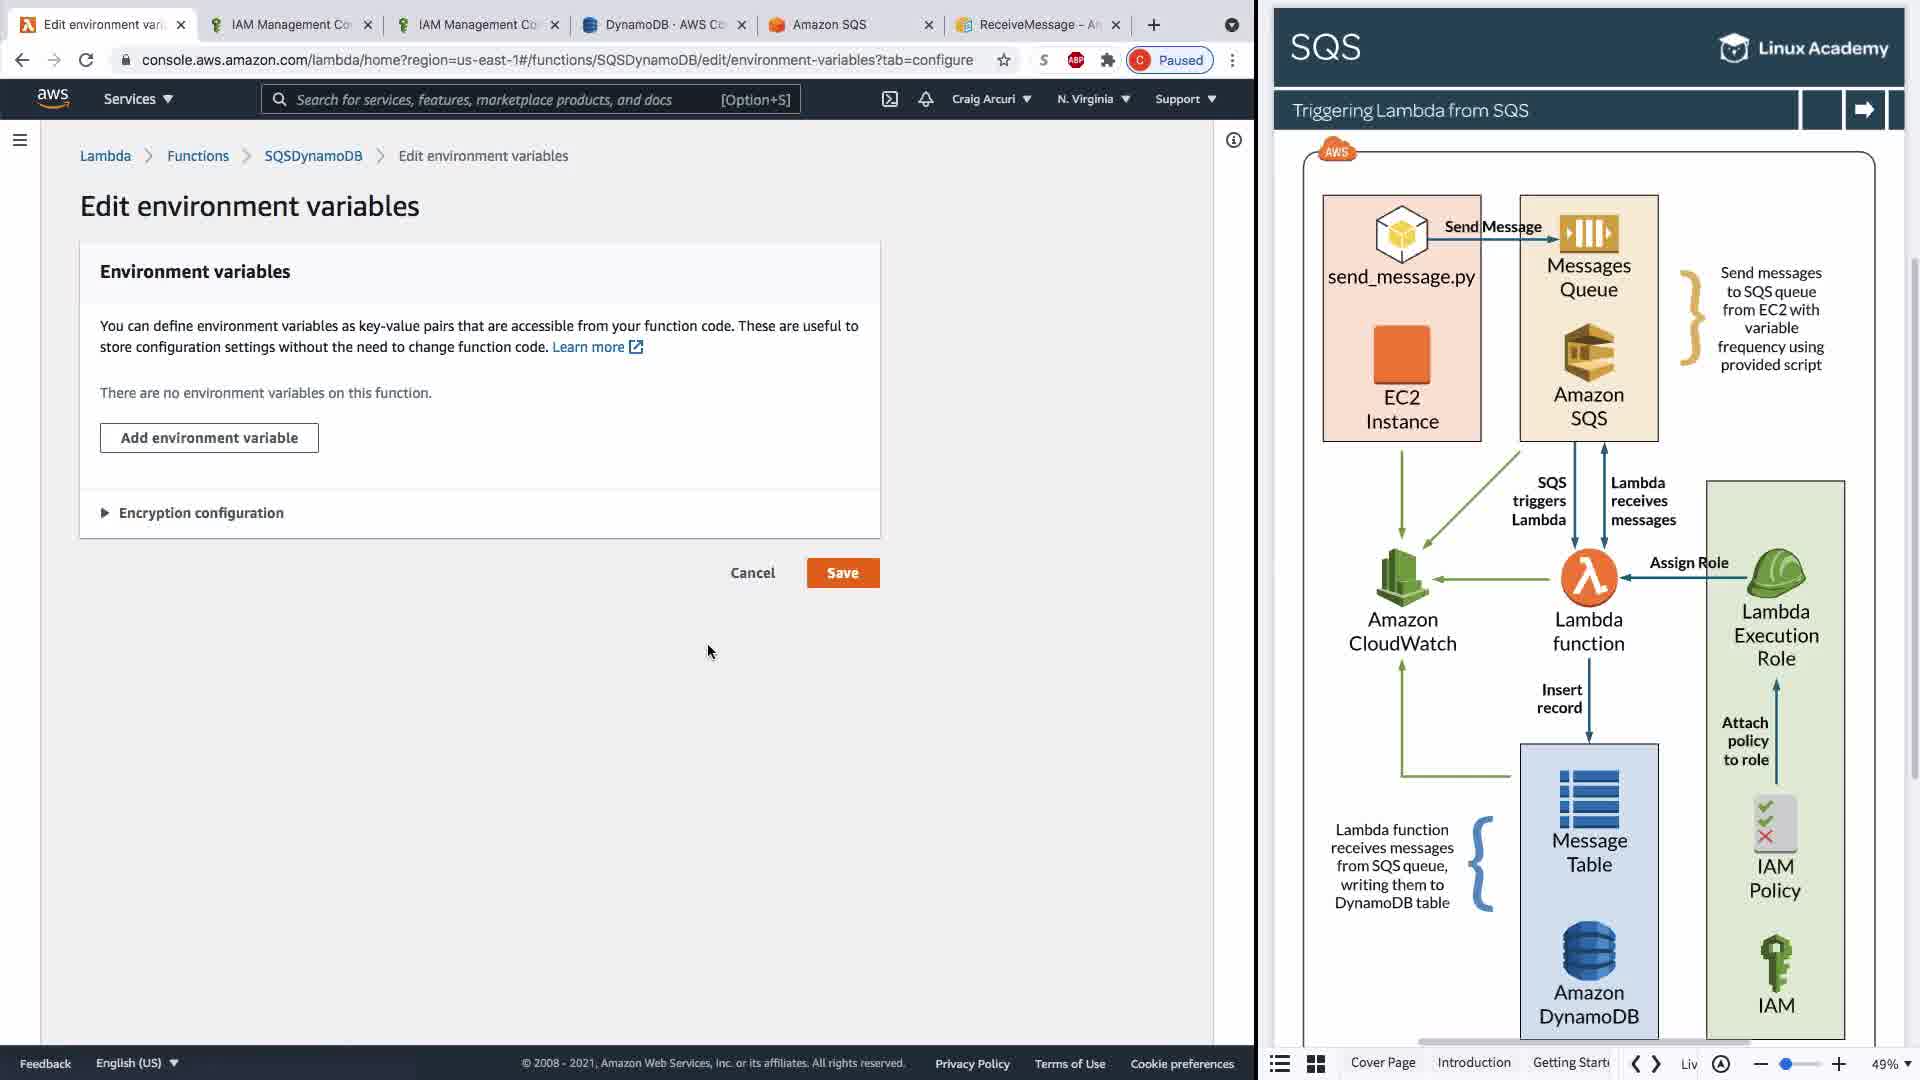 Edit environment vari
IAM Management Co
IAM Management Co
DynamoDB · AWS Co
Amazon SQS
ReceiveMessage - A
console.aws.amazon.com/lambda/home?region=us-east-1#/functions/SQSDynamoDB/edit/environment-variables?tab=configure
S
ABP
C
Paused
aws
Services
Search for services, features, marketplace products, and docs
[Option+S]
Craig Arcuri
N. Virginia
Support
Lambda
Functions
SQSDynamoDB
Edit environment variables
Edit environment variables
Environment variables
You can define environment variables as key-value pairs that are accessible from your function code. These are useful to
store configuration settings without the need to change function code. Learn more
There are no environment variables on this function.
Add environment variable
Encryption configuration
Cancel
Save
Feedback
English (US)
© 2008 - 2021, Amazon Web Services, Inc. or its affiliates. All rights reserved.
Privacy Policy
Terms of Use
Cookie preferences
SQS
Linux Academy
Triggering Lambda from SQS
AWS
Send Message
send_message.py
Messages
Queue
EC2
Instance
Amazon
SQS
Send messages
to SQS queue
from EC2 with
variable
frequency using
provided script
SQS
triggers
Lambda
Lambda
receives
messages
Assign Role
Amazon
CloudWatch
Lambda
function
Lambda
Execution
Role
Insert
record
Attach
policy
to role
Message
Table
Lambda function
receives messages
from SQS queue,
writing them to
DynamoDB table
IAM
Policy
Amazon
DynamoDB
IAM
Cover Page
Introduction
Getting Start
Liv
49%